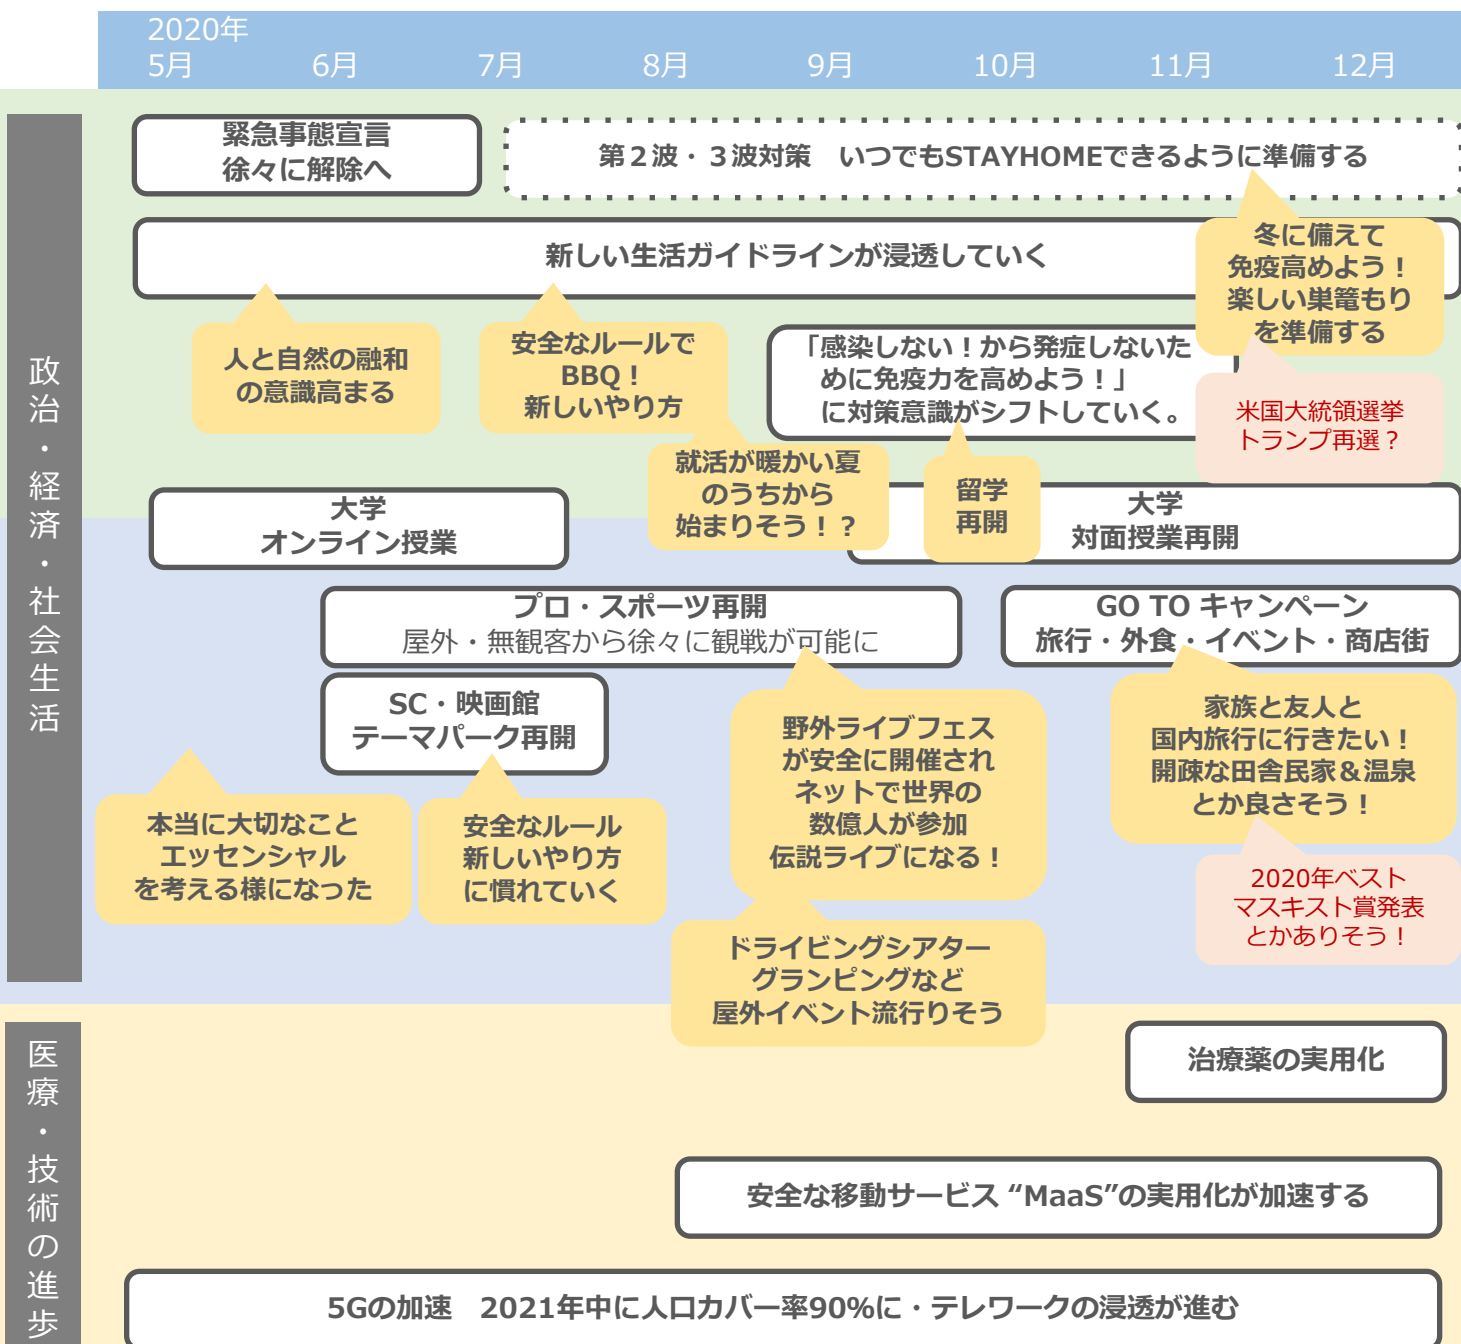 2020年
5月 6月 7月 8月 9月 10月 11月 12月
政治・経済・社会生活
緊急事態宣言
徐々に解除へ
第２波・３波対策　いつでもSTAYHOMEできるように準備する
新しい生活ガイドラインが浸透していく
冬に備えて
免疫高めよう！
楽しい巣篭もり
を準備する
人と自然の融和
の意識高まる
安全なルールで
BBQ！
新しいやり方
「感染しない！から発症しないた
めに免疫力を高めよう！」
に対策意識がシフトしていく。
米国大統領選挙
トランプ再選？
就活が暖かい夏
のうちから
始まりそう！？
留学
再開
大学
オンライン授業
大学
対面授業再開
プロ・スポーツ再開
屋外・無観客から徐々に観戦が可能に
GO TO キャンペーン
旅行・外食・イベント・商店街
SC・映画館
テーマパーク再開
野外ライブフェス
が安全に開催され
ネットで世界の
数億人が参加
伝説ライブになる！
家族と友人と
国内旅行に行きたい！
開疎な田舎民家＆温泉
とか良さそう！
本当に大切なこと
エッセンシャル
を考える様になった
安全なルール
新しいやり方
に慣れていく
2020年ベスト
マスキスト賞発表
とかありそう！
ドライビングシアター
グランピングなど
屋外イベント流行りそう
医療・技術の進歩
治療薬の実用化
安全な移動サービス “MaaS”の実用化が加速する
5Gの加速　2021年中に人口カバー率90%に・テレワークの浸透が進む